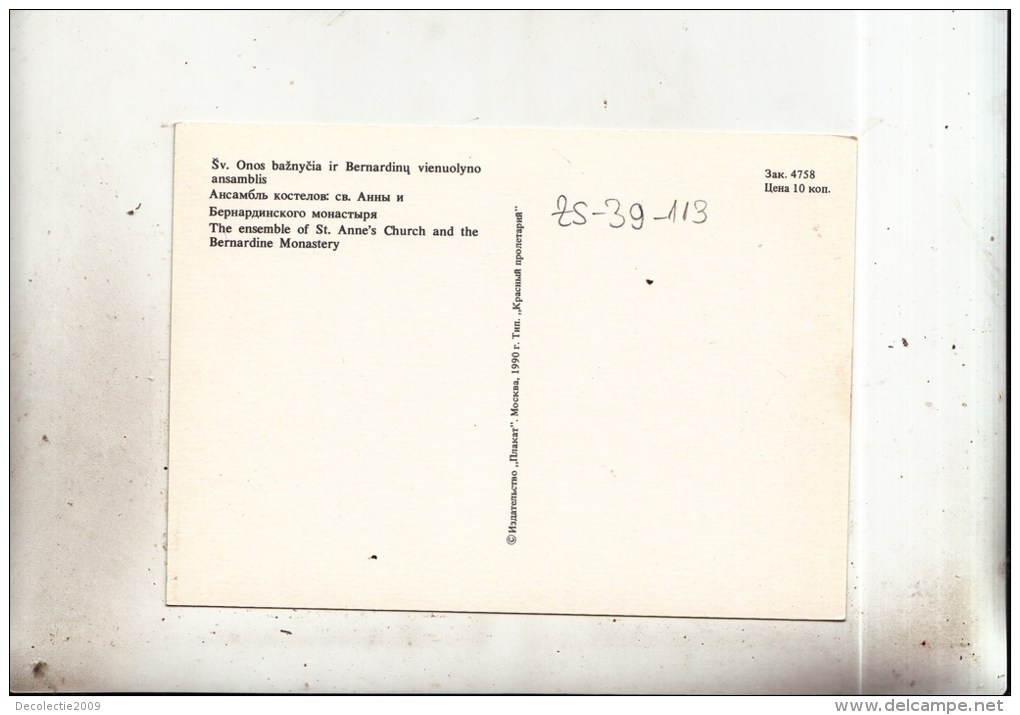 Šv. Onos bažnyčia ir Bernardinų vienuolyno
ansamblis
Ансамбль костелов: св. Анны и
Бернардинского монастыря
The ensemble of St. Anne's Church and the
Bernardine Monastery
© Издательство „Плакат". Москва, 1990 г. Тип. „Красный пролетарий"
ZS-39-113
Зак. 4758
Цена 10 коп.
Decolectie2009
www.delcampe.net